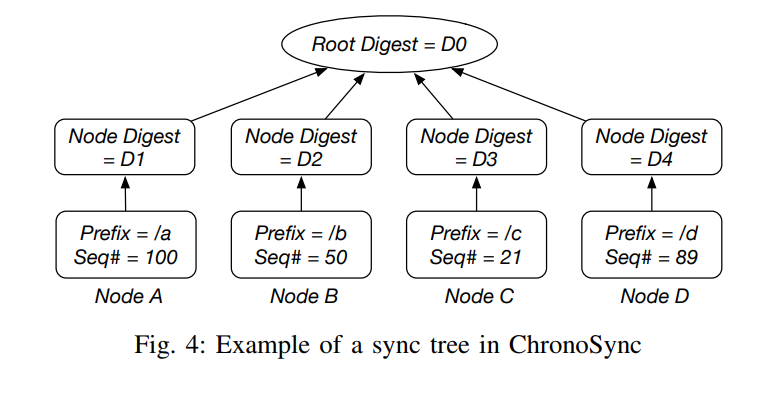 Root Digest = D0
Node Digest
= D1
Node Digest
= D2
Node Digest
= D3
Node Digest
= D4
Prefix = /a
Seq# = 100
Prefix = /b
Seq# = 50
Prefix = /c
Seq# = 21
Prefix = /d
Seq# = 89
Node A
Node B
Node C
Node D
Fig. 4: Example of a sync tree in ChronoSync